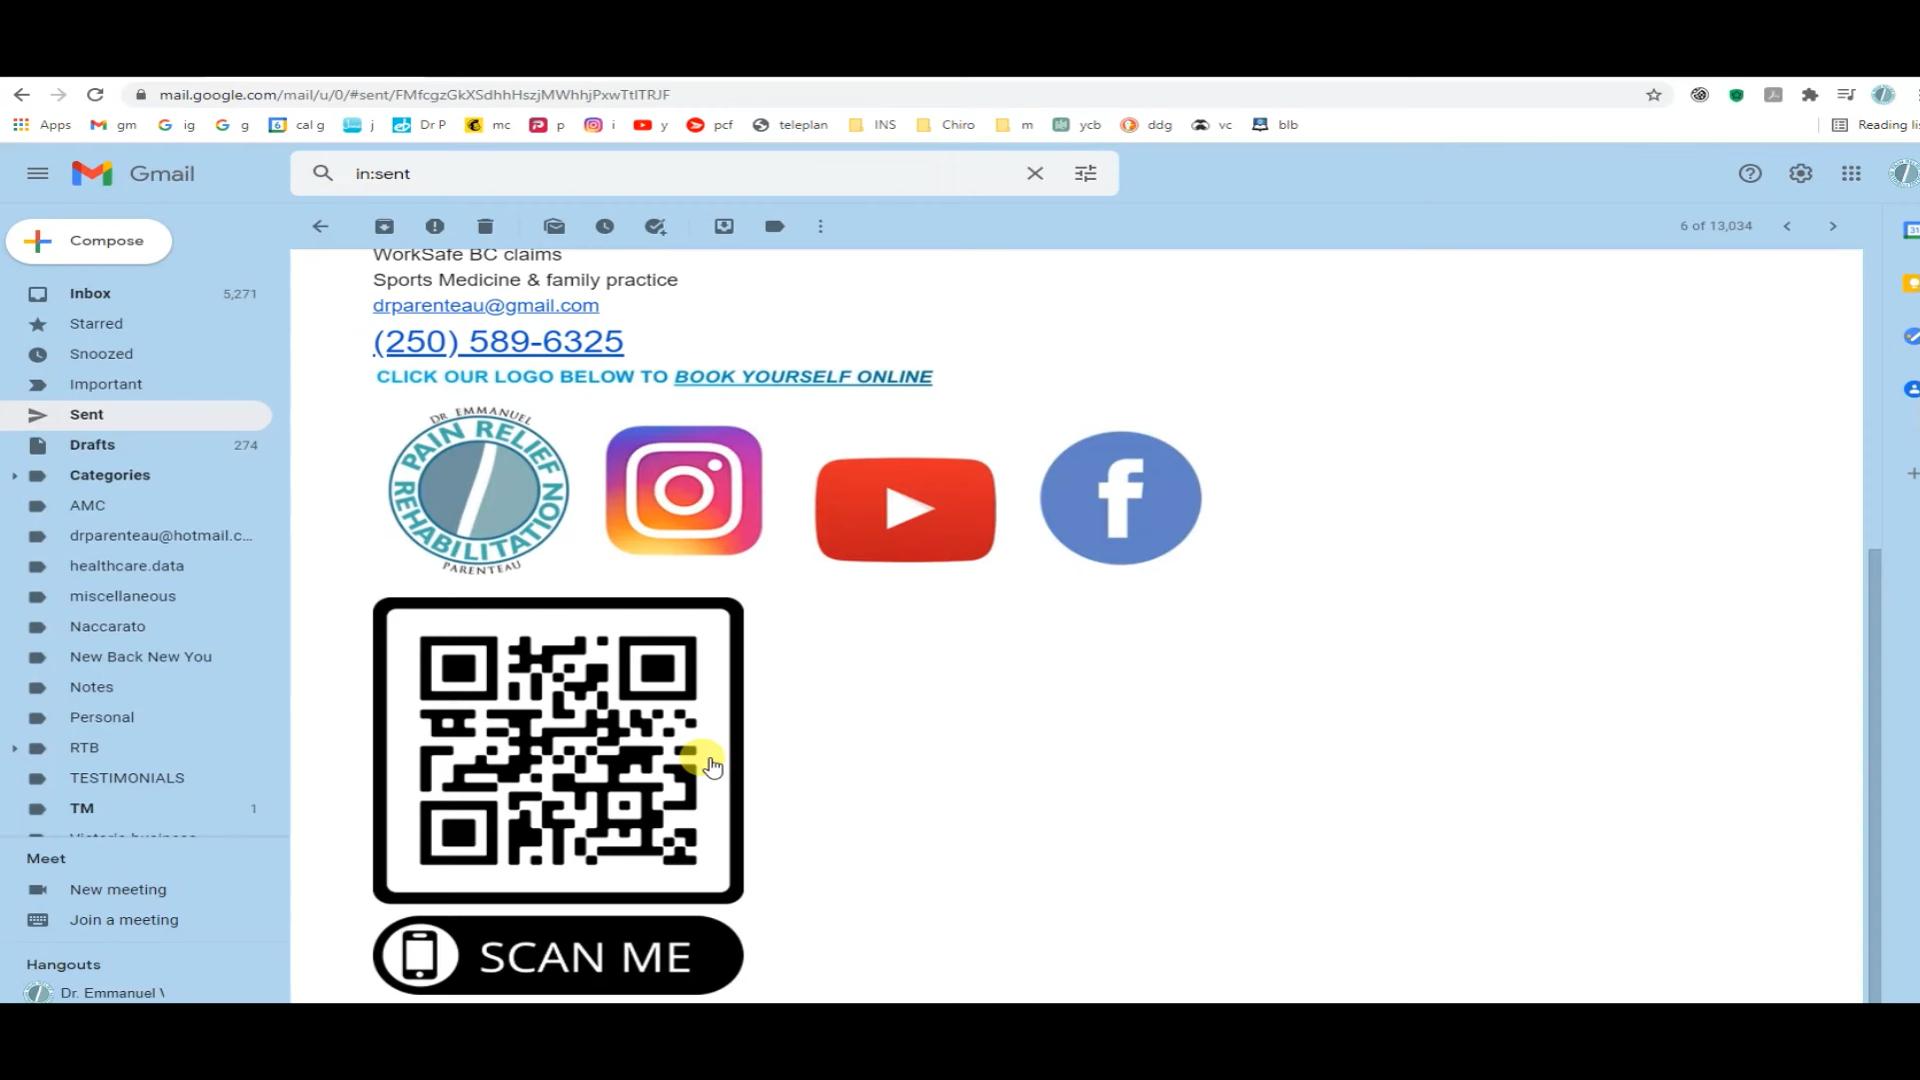 mail.google.com/mail/u/0/#sent/FMfcgzGkXSdhhHszjMWhhjPxwTtlTRJF
Apps gm ig g 6 cal g j Dr P mc p i y pcf teleplan INS Chiro m ycb ddg vc blb Reading lis
Gmail
in:sent
Compose
6 of 13,034
31
Inbox 5,271
Starred
Snoozed
Important
Sent
Drafts 274
Categories
AMC
drparenteau@hotmail.c...
healthcare.data
miscellaneous
Naccarato
New Back New You
Notes
Personal
RTB
TESTIMONIALS
TM 1
Meet
New meeting
Join a meeting
Hangouts
Dr. Emmanuel \
WorkSafe BC claims
Sports Medicine & family practice
drparenteau@gmail.com
(250) 589-6325
CLICK OUR LOGO BELOW TO BOOK YOURSELF ONLINE
DR. EMMANUEL
PAIN RELIEF
REHABILITATION
PARENTEAU
f
SCAN ME